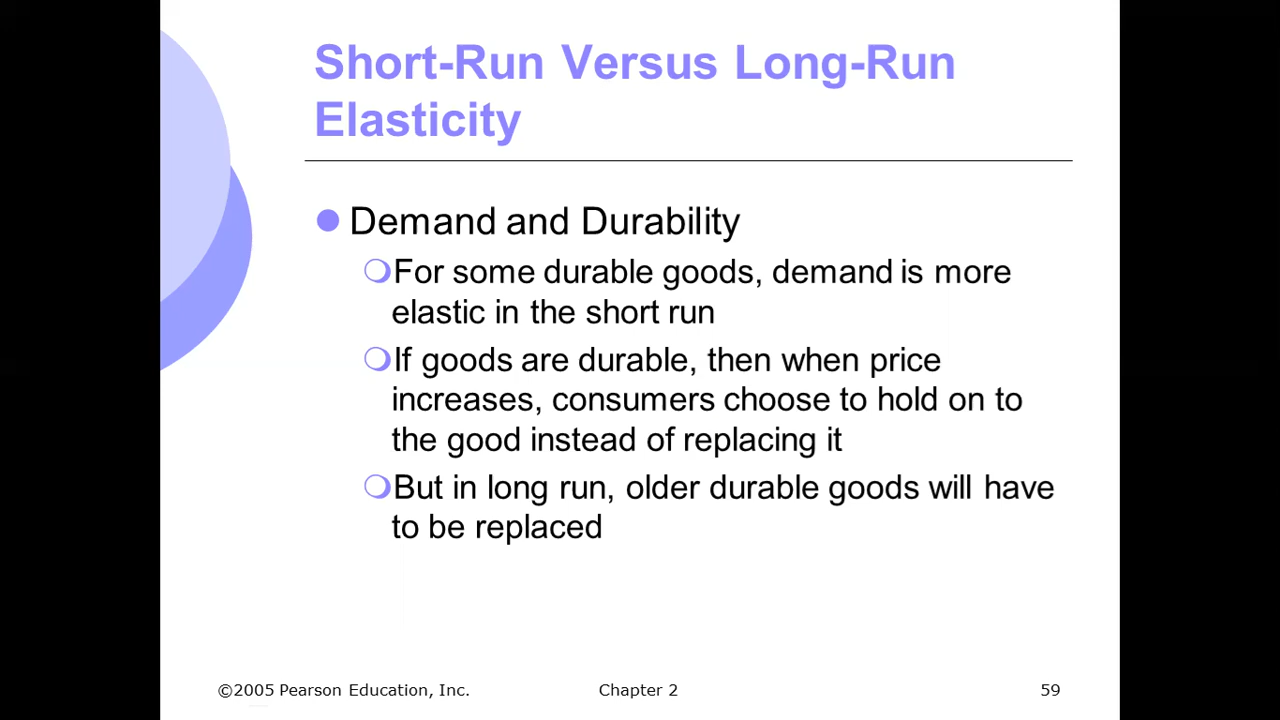 Short-Run Versus Long-Run
Elasticity
Demand and Durability
For some durable goods, demand is more
elastic in the short run
If goods are durable, then when price
increases, consumers choose to hold on to
the good instead of replacing it
But in long run, older durable goods will have
to be replaced
©2005 Pearson Education, Inc.
Chapter 2
59